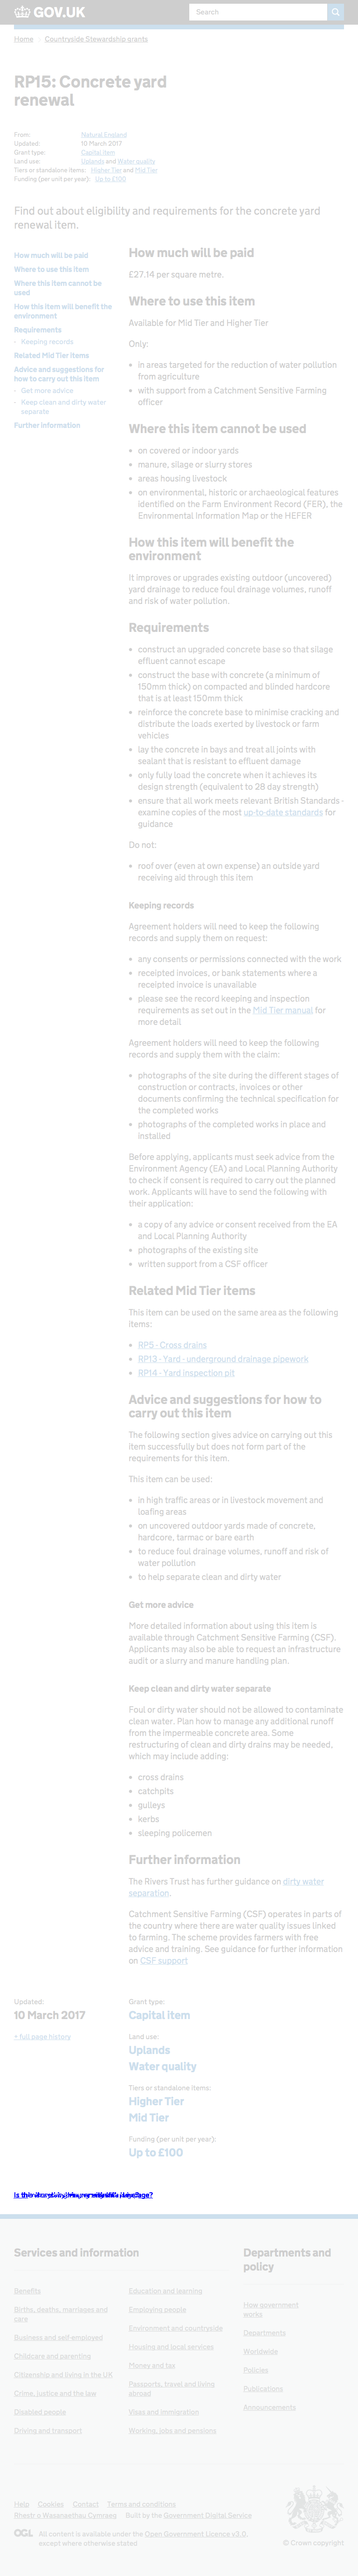 GOV.UK
Search
Home
Countryside Stewardship grants
RP15: Concrete yard
renewal
From: Natural England
Updated: 10 March 2017
Grant type: Capital item
Land use: Uplands and Water quality
Tiers or standalone items: Higher Tier and Mid Tier
Funding (per unit per year): Up to £100
Find out about eligibility and requirements for the concrete yard
renewal item.
How much will be paid
Where to use this item
Where this item cannot be
used
How this item will benefit the
environment
Requirements
- Keeping records
Related Mid Tier items
Advice and suggestions for
how to carry out this item
- Get more advice
- Keep clean and dirty water
separate
Further information
How much will be paid
£27.14 per square metre.
Where to use this item
Available for Mid Tier and Higher Tier
Only:
• in areas targeted for the reduction of water pollution
from agriculture
• with support from a Catchment Sensitive Farming
officer
Where this item cannot be used
• on covered or indoor yards
• manure, silage or slurry stores
• areas housing livestock
• on environmental, historic or archaeological features
identified on the Farm Environment Record (FER), the
Environmental Information Map or the HEFER
How this item will benefit the
environment
It improves or upgrades existing outdoor (uncovered)
yard drainage to reduce foul drainage volumes, runoff
and risk of water pollution.
Requirements
• construct an upgraded concrete base so that silage
effluent cannot escape
• construct the base with concrete (a minimum of
150mm thick) on compacted and blinded hardcore
that is at least 150mm thick
• reinforce the concrete base to minimise cracking and
distribute the loads exerted by livestock or farm
vehicles
• lay the concrete in bays and treat all joints with
sealant that is resistant to effluent damage
• only fully load the concrete when it achieves its
design strength (equivalent to 28 day strength)
• ensure that all work meets relevant British Standards -
examine copies of the most up-to-date standards for
guidance
Do not:
• roof over (even at own expense) an outside yard
receiving aid through this item
Keeping records
Agreement holders will need to keep the following
records and supply them on request:
• any consents or permissions connected with the work
• receipted invoices, or bank statements where a
receipted invoice is unavailable
• please see the record keeping and inspection
requirements as set out in the Mid Tier manual for
more detail
Agreement holders will need to keep the following
records and supply them with the claim:
• photographs of the site during the different stages of
construction or contracts, invoices or other
documents confirming the technical specification for
the completed works
• photographs of the completed works in place and
installed
Before applying, applicants must seek advice from the
Environment Agency (EA) and Local Planning Authority
to check if consent is required to carry out the planned
work. Applicants will have to send the following with
their application:
• a copy of any advice or consent received from the EA
and Local Planning Authority
• photographs of the existing site
• written support from a CSF officer
Related Mid Tier items
This item can be used on the same area as the following
items:
• RP5 - Cross drains
• RP13 - Yard - underground drainage pipework
• RP14 - Yard inspection pit
Advice and suggestions for how to
carry out this item
The following section gives advice on carrying out this
item successfully but does not form part of the
requirements for this item.
This item can be used:
• in high traffic areas or in livestock movement and
loafing areas
• on uncovered outdoor yards made of concrete,
hardcore, tarmac or bare earth
• to reduce foul drainage volumes, runoff and risk of
water pollution
• to help separate clean and dirty water
Get more advice
More detailed information about using this item is
available through Catchment Sensitive Farming (CSF).
Applicants may also be able to request an infrastructure
audit or a slurry and manure handling plan.
Keep clean and dirty water separate
Foul or dirty water should not be allowed to contaminate
clean water. Plan how to manage any additional runoff
from the impermeable concrete area. Some minimal
restructuring of clean and dirty drains may be needed,
which may include adding:
• cross drains
• catchpits
• gulleys
• kerbs
• sleeping policemen
Further information
The Rivers Trust has further guidance on dirty water
separation.
Catchment Sensitive Farming (CSF) operates in parts of
the country where there are water quality issues linked
to farming. The scheme provides farmers with free
advice and training. See guidance for further information
on CSF support
Updated:
10 March 2017
+ full page history
Grant type:
Capital item
Land use:
Uplands
Water quality
Tiers or standalone items:
Higher Tier
Mid Tier
Funding (per unit per year):
Up to £100
Services and information
Benefits
Births, deaths, marriages and
care
Business and self-employed
Childcare and parenting
Citizenship and living in the UK
Crime, justice and the law
Disabled people
Driving and transport
Education and learning
Employing people
Environment and countryside
Housing and local services
Money and tax
Passports, travel and living
abroad
Visas and immigration
Working, jobs and pensions
Departments and
policy
How government
works
Departments
Worldwide
Policies
Publications
Announcements
Help Cookies Contact Terms and conditions
Rhestr o Wasanaethau Cymraeg Built by the Government Digital Service
OGL All content is available under the Open Government Licence v3.0,
except where otherwise stated
© Crown copyright